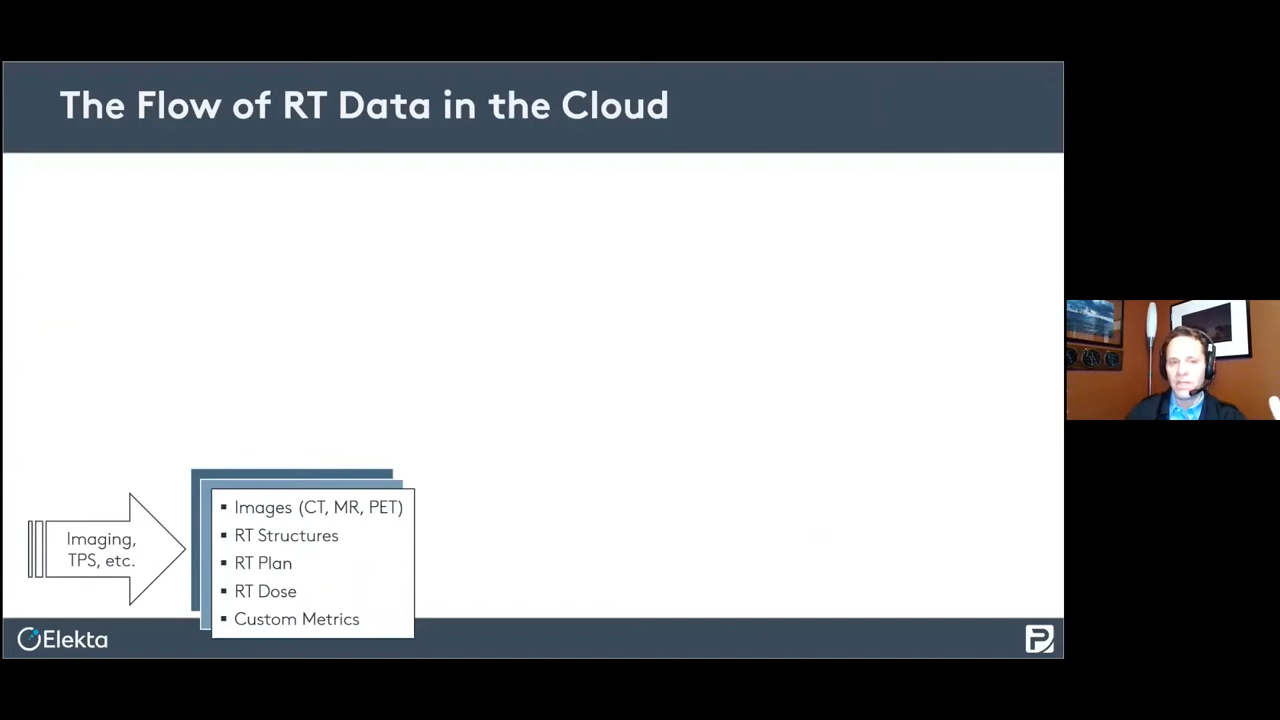 The Flow of RT Data in the Cloud
Imaging,
TPS, etc.
▪ Images (CT, MR, PET)
▪ RT Structures
▪ RT Plan
▪ RT Dose
▪ Custom Metrics
Elekta
P